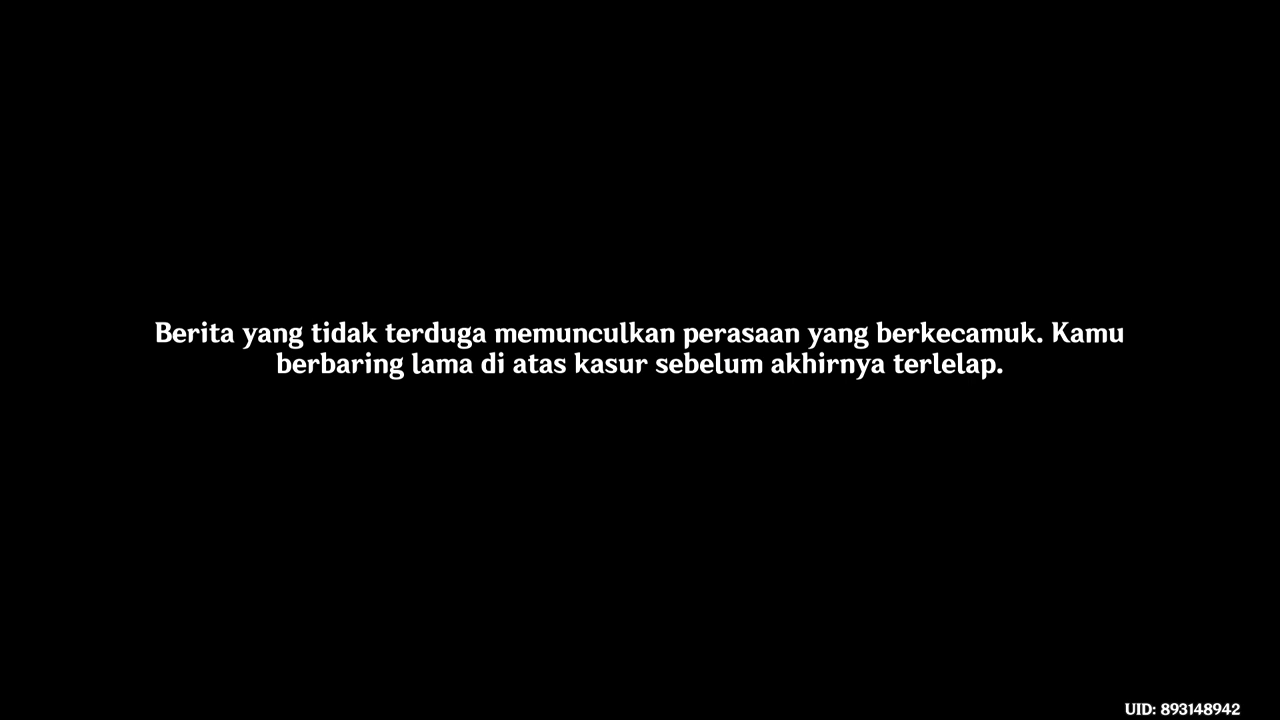 Berita yang tidak terduga memunculkan perasaan yang berkecamuk. Kamu
berbaring lama di atas kasur sebelum akhirnya terlelap.
UID: 893148942